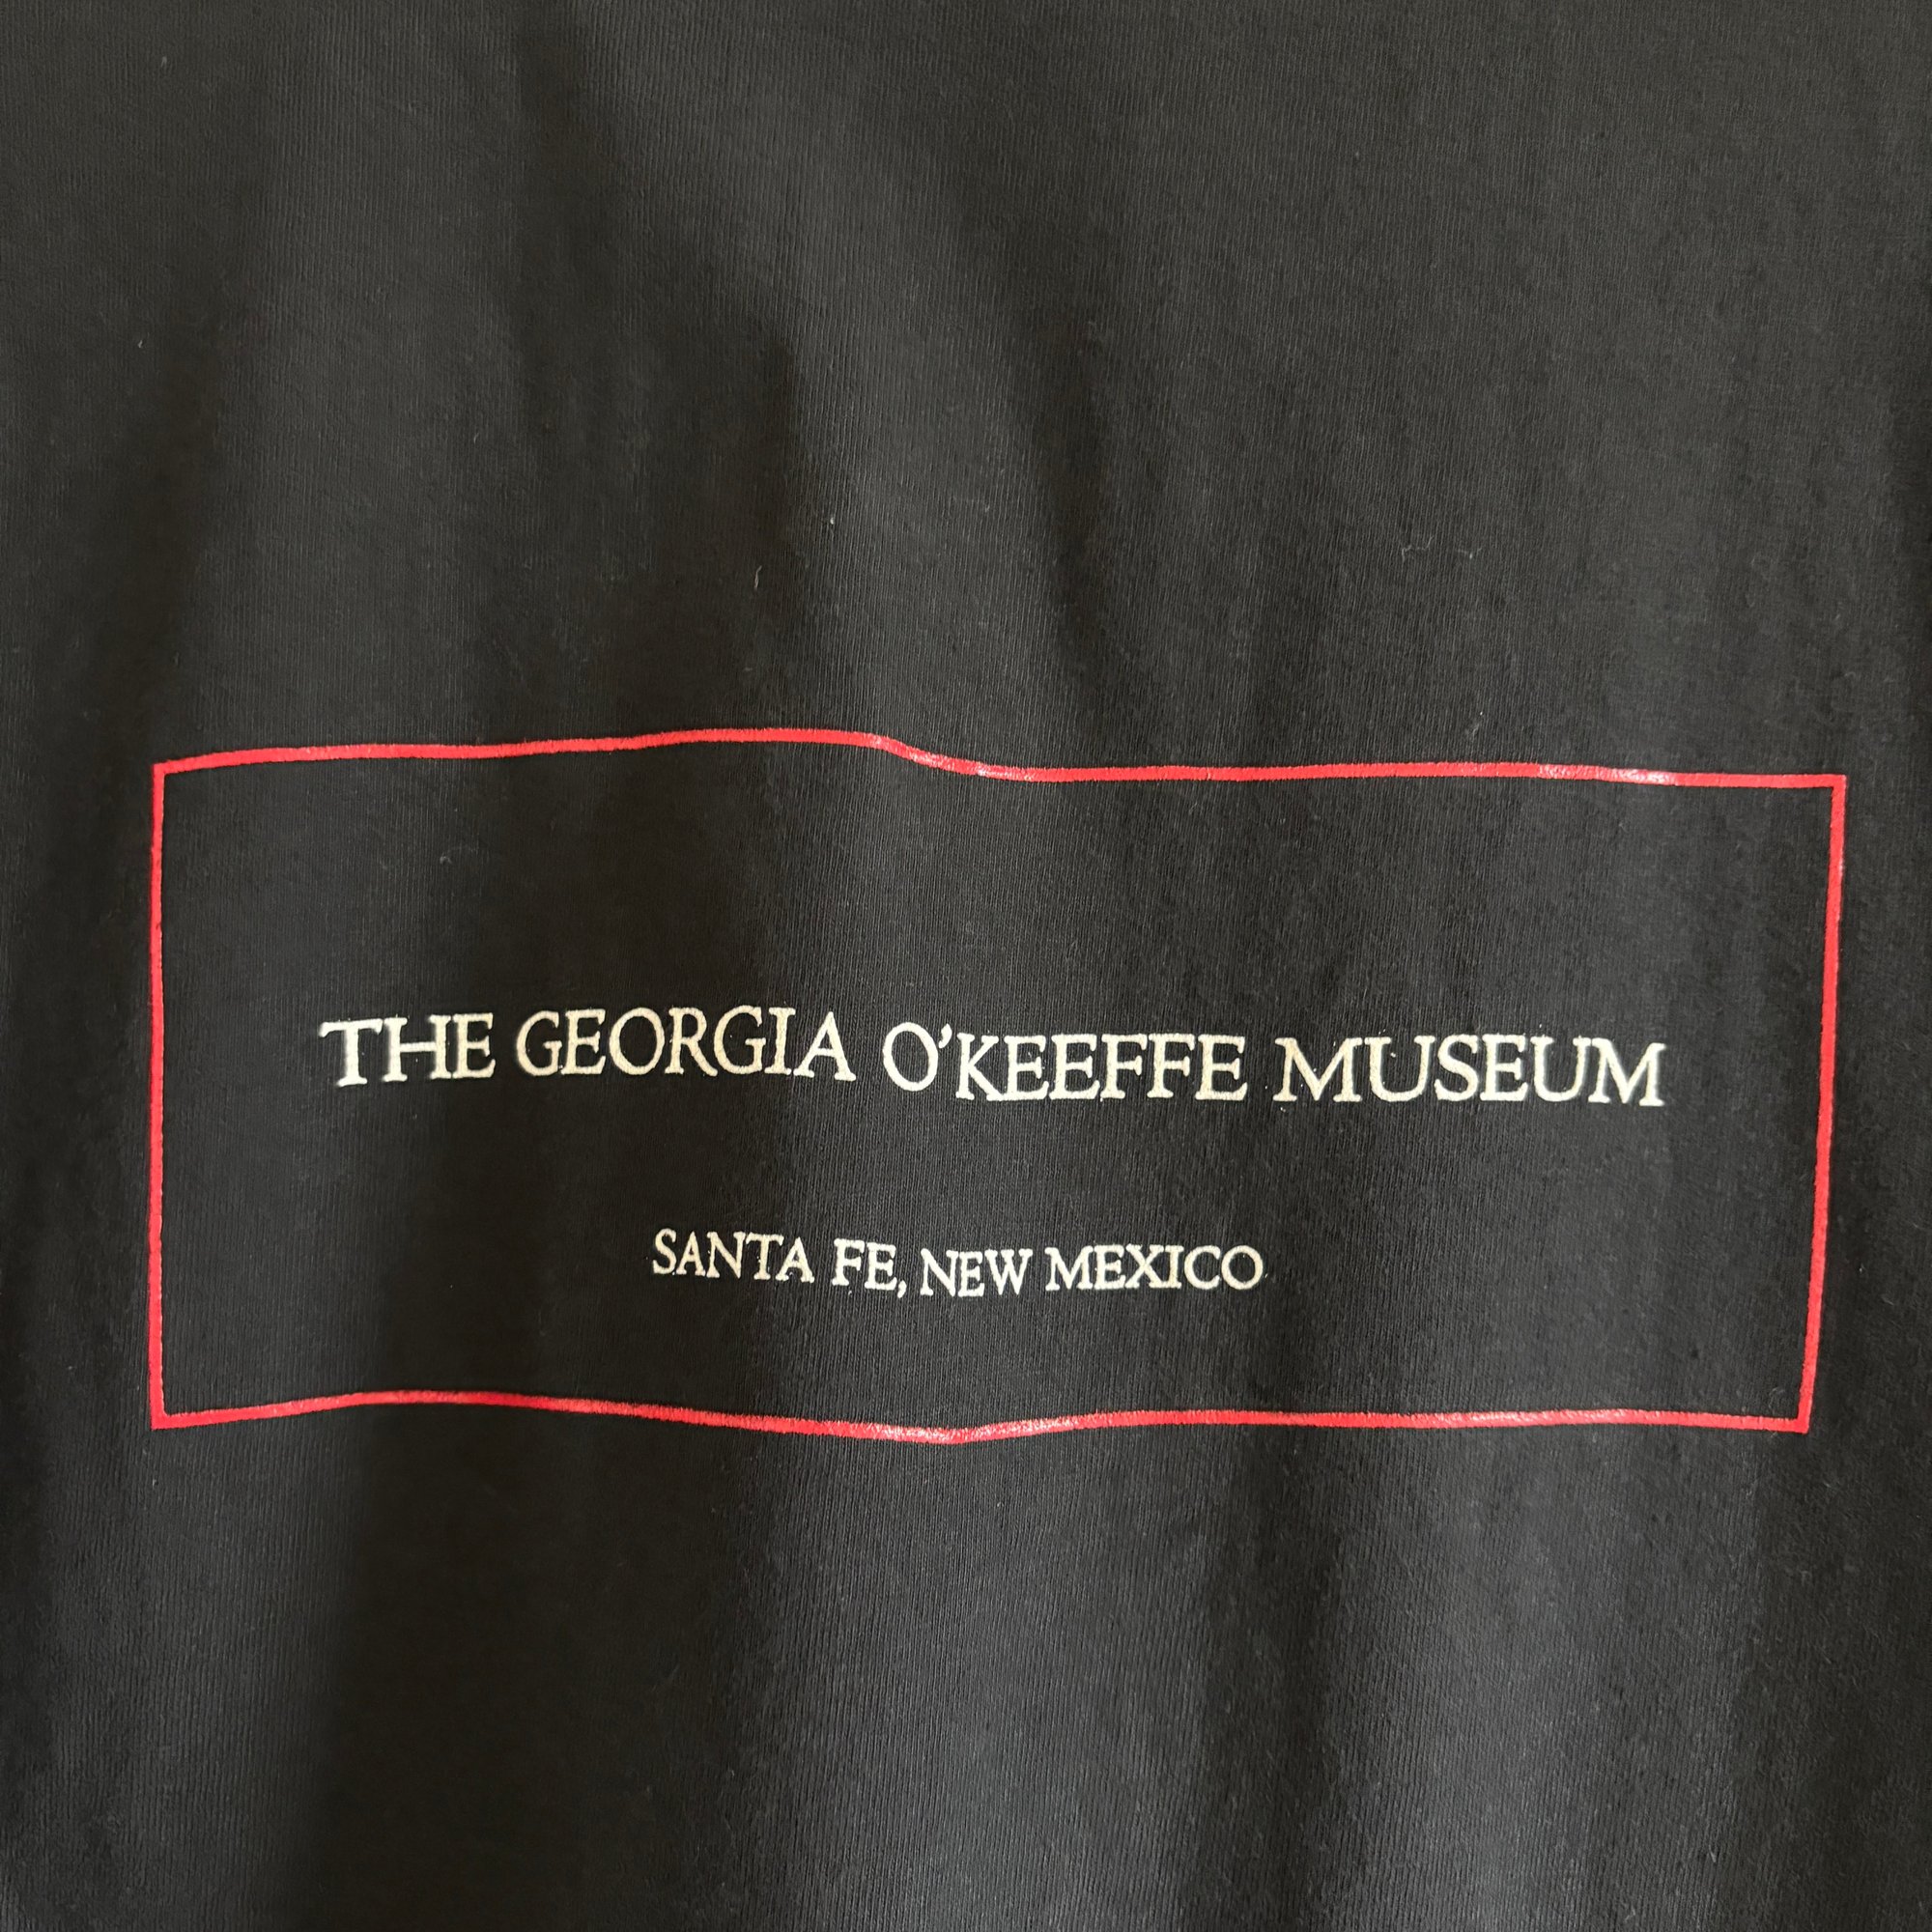 THE GEORGIA O'KEEFFE MUSEUM
SANTA FE, NEW MEXICO